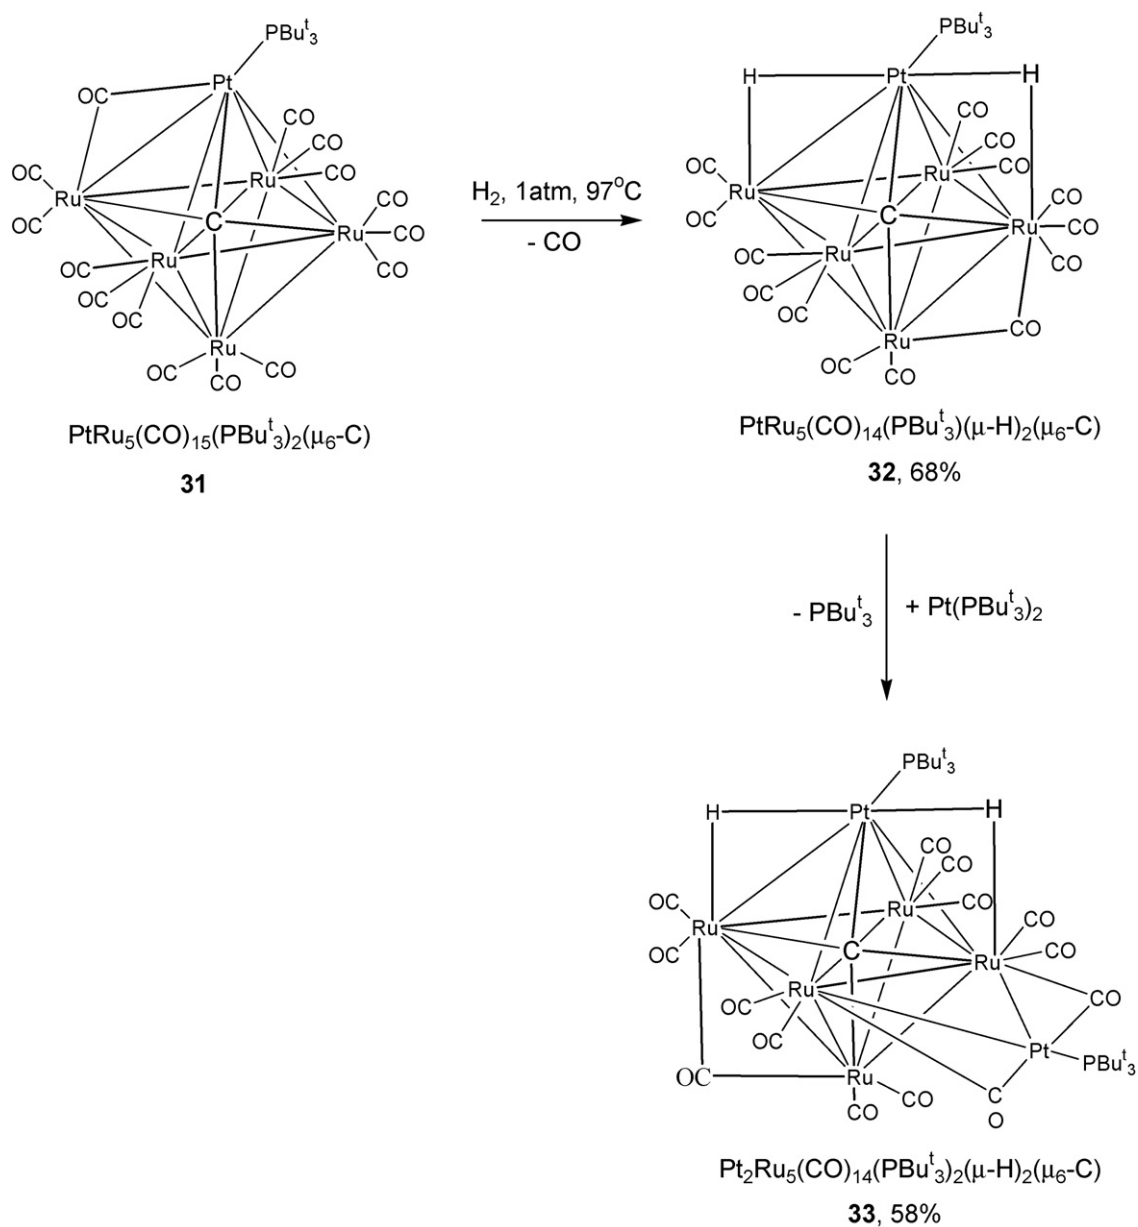 PBuᵗ₃
Pt
OC
CO
CO
CO
OC
Ru
Ru
OC
C
CO
Ru
CO
CO
OC
Ru
OC
OC
Ru
OC
CO
CO
PtRu₅(CO)₁₅(PBuᵗ₃)₂(μ₆-C)
31
H₂, 1atm, 97°C
- CO
PBuᵗ₃
H
Pt
H
CO
CO
CO
OC
Ru
Ru
OC
C
CO
Ru
CO
CO
OC
Ru
OC
OC
CO
Ru
OC
CO
PtRu₅(CO)₁₄(PBuᵗ₃)(μ-H)₂(μ₆-C)
32, 68%
- PBuᵗ₃
+ Pt(PBuᵗ₃)₂
PBuᵗ₃
H
Pt
H
CO
CO
CO
OC
Ru
Ru
CO
OC
C
CO
Ru
Ru
OC
CO
OC
Pt
PBuᵗ₃
OC
Ru
CO
CO
C
O
Pt₂Ru₅(CO)₁₄(PBuᵗ₃)₂(μ-H)₂(μ₆-C)
33, 58%